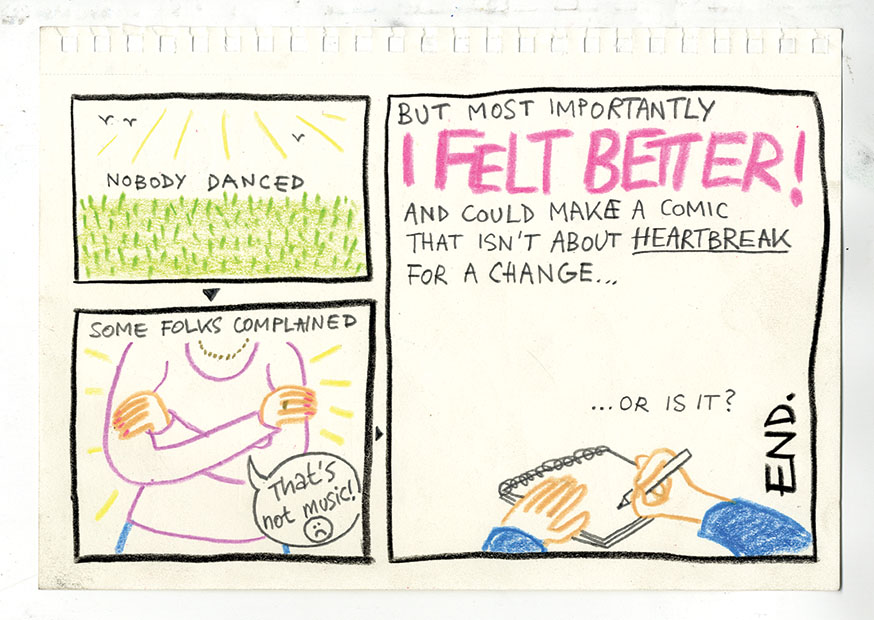 NOBODY DANCED
SOME FOLKS COMPLAINED
That's
not music!
BUT MOST IMPORTANTLY
I FELT BETTER!
AND COULD MAKE A COMIC
THAT ISN'T ABOUT HEARTBREAK
FOR A CHANGE...
...OR IS IT?
END.